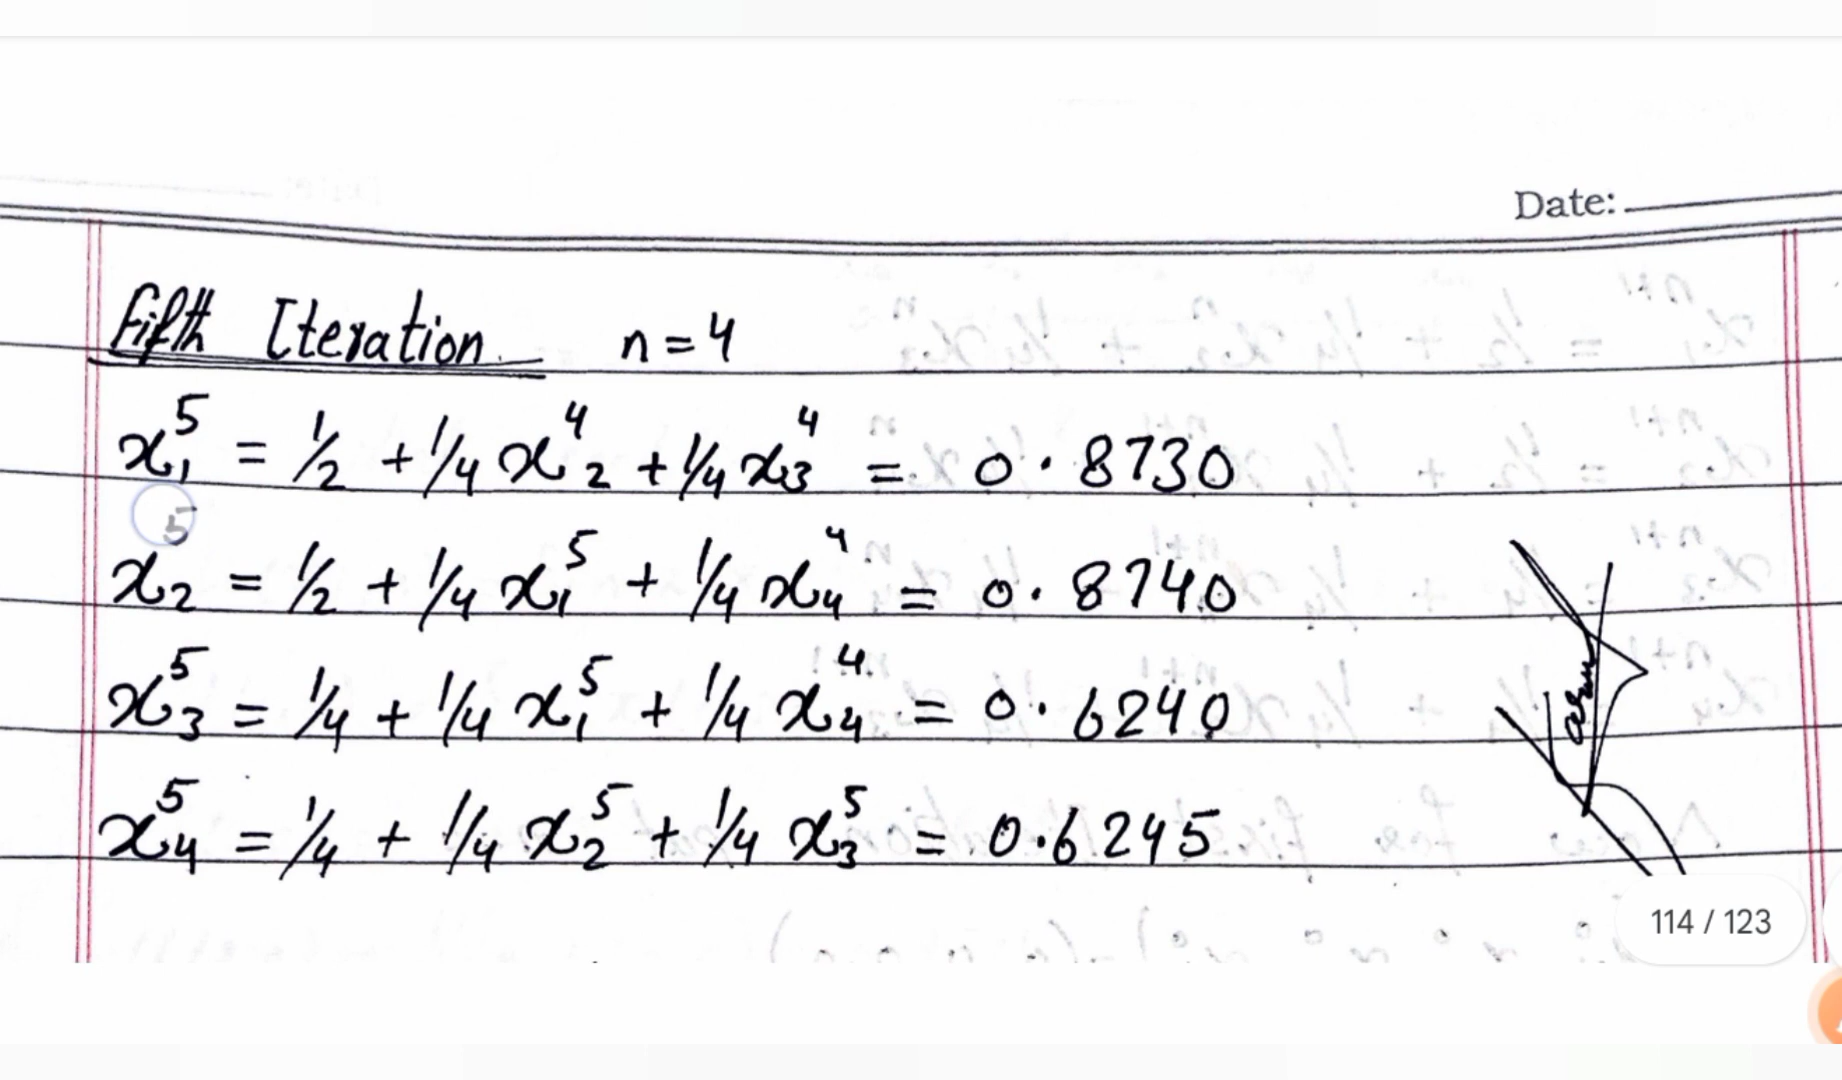 Date:
Fifth Iteration n=4
x₁⁵ = 1/2 + 1/4 x₂⁴ + 1/4 x₃⁴ = 0.8730
x₂⁵ = 1/2 + 1/4 x₁⁵ + 1/4 x₄⁴ = 0.8740
x₃⁵ = 1/4 + 1/4 x₁⁵ + 1/4 x₄⁴ = 0.6240
x₄⁵ = 1/4 + 1/4 x₂⁵ + 1/4 x₃⁵ = 0.6245
114 / 123